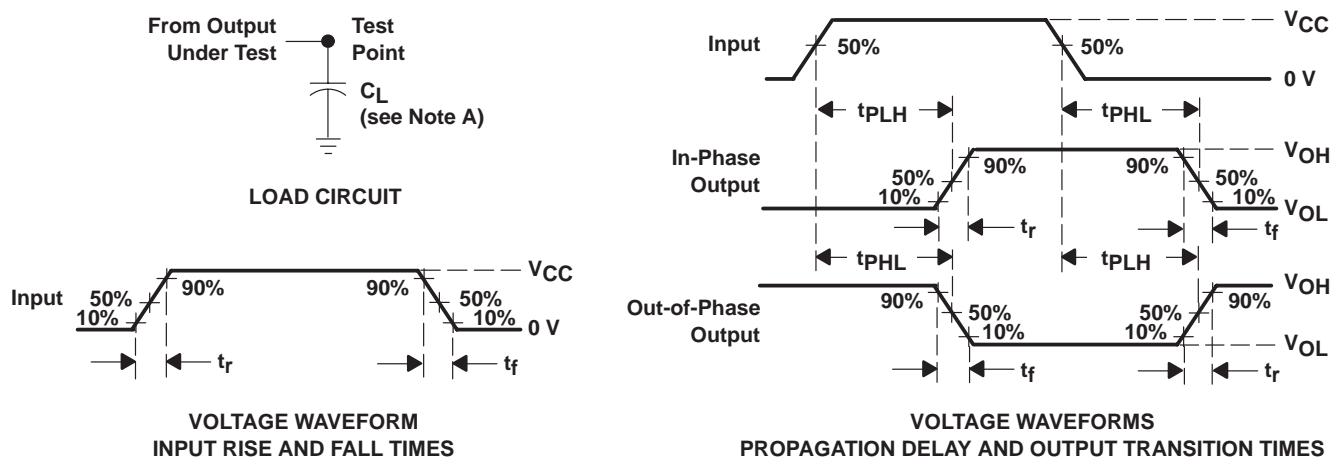 From Output
Under Test
Test
Point
CL
(see Note A)
LOAD CIRCUIT
Input
50%
10%
90%
90%
50%
10%
VCC
0 V
tr
tf
VOLTAGE WAVEFORM
INPUT RISE AND FALL TIMES
Input
50%
50%
VCC
0 V
tPLH
tPHL
In-Phase
Output
50%
10%
90%
90%
50%
10%
VOH
VOL
tr
tf
tPHL
tPLH
Out-of-Phase
Output
90%
50%
10%
50%
10%
90%
VOH
VOL
tf
tr
VOLTAGE WAVEFORMS
PROPAGATION DELAY AND OUTPUT TRANSITION TIMES